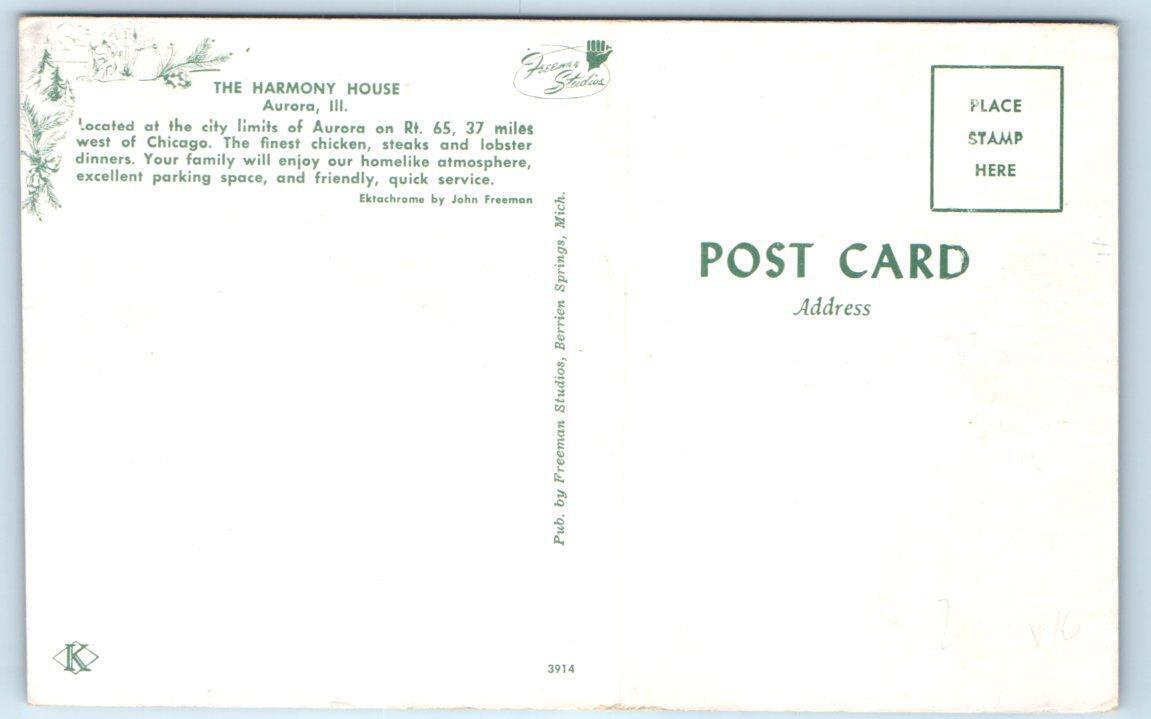 THE HARMONY HOUSE
Aurora, Ill.
Located at the city limits of Aurora on Rt. 65, 37 miles
west of Chicago. The finest chicken, steaks and lobster
dinners. Your family will enjoy our homelike atmosphere,
excellent parking space, and friendly, quick service.
Ektachrome by John Freeman
Freeman
Studios
Pub. by Freeman Studios, Berrien Springs, Mich.
K
3914
PLACE
STAMP
HERE
POST CARD
Address